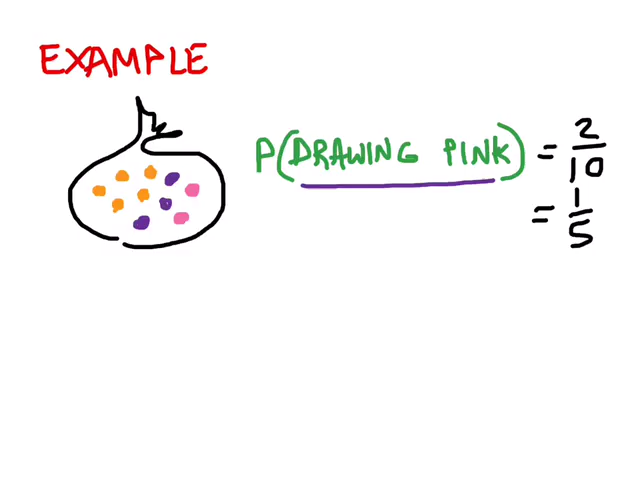 EXAMPLE
P(DRAWING PINK) = 2/10
= 1/5